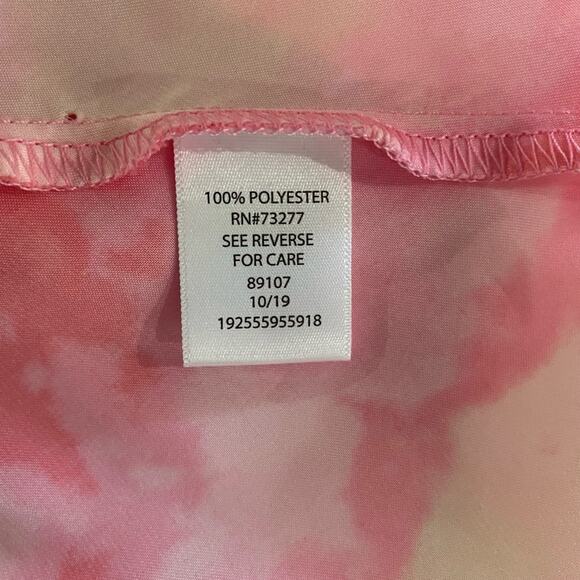 100% POLYESTER
RN#73277
SEE REVERSE
FOR CARE
89107
10/19
192555955918